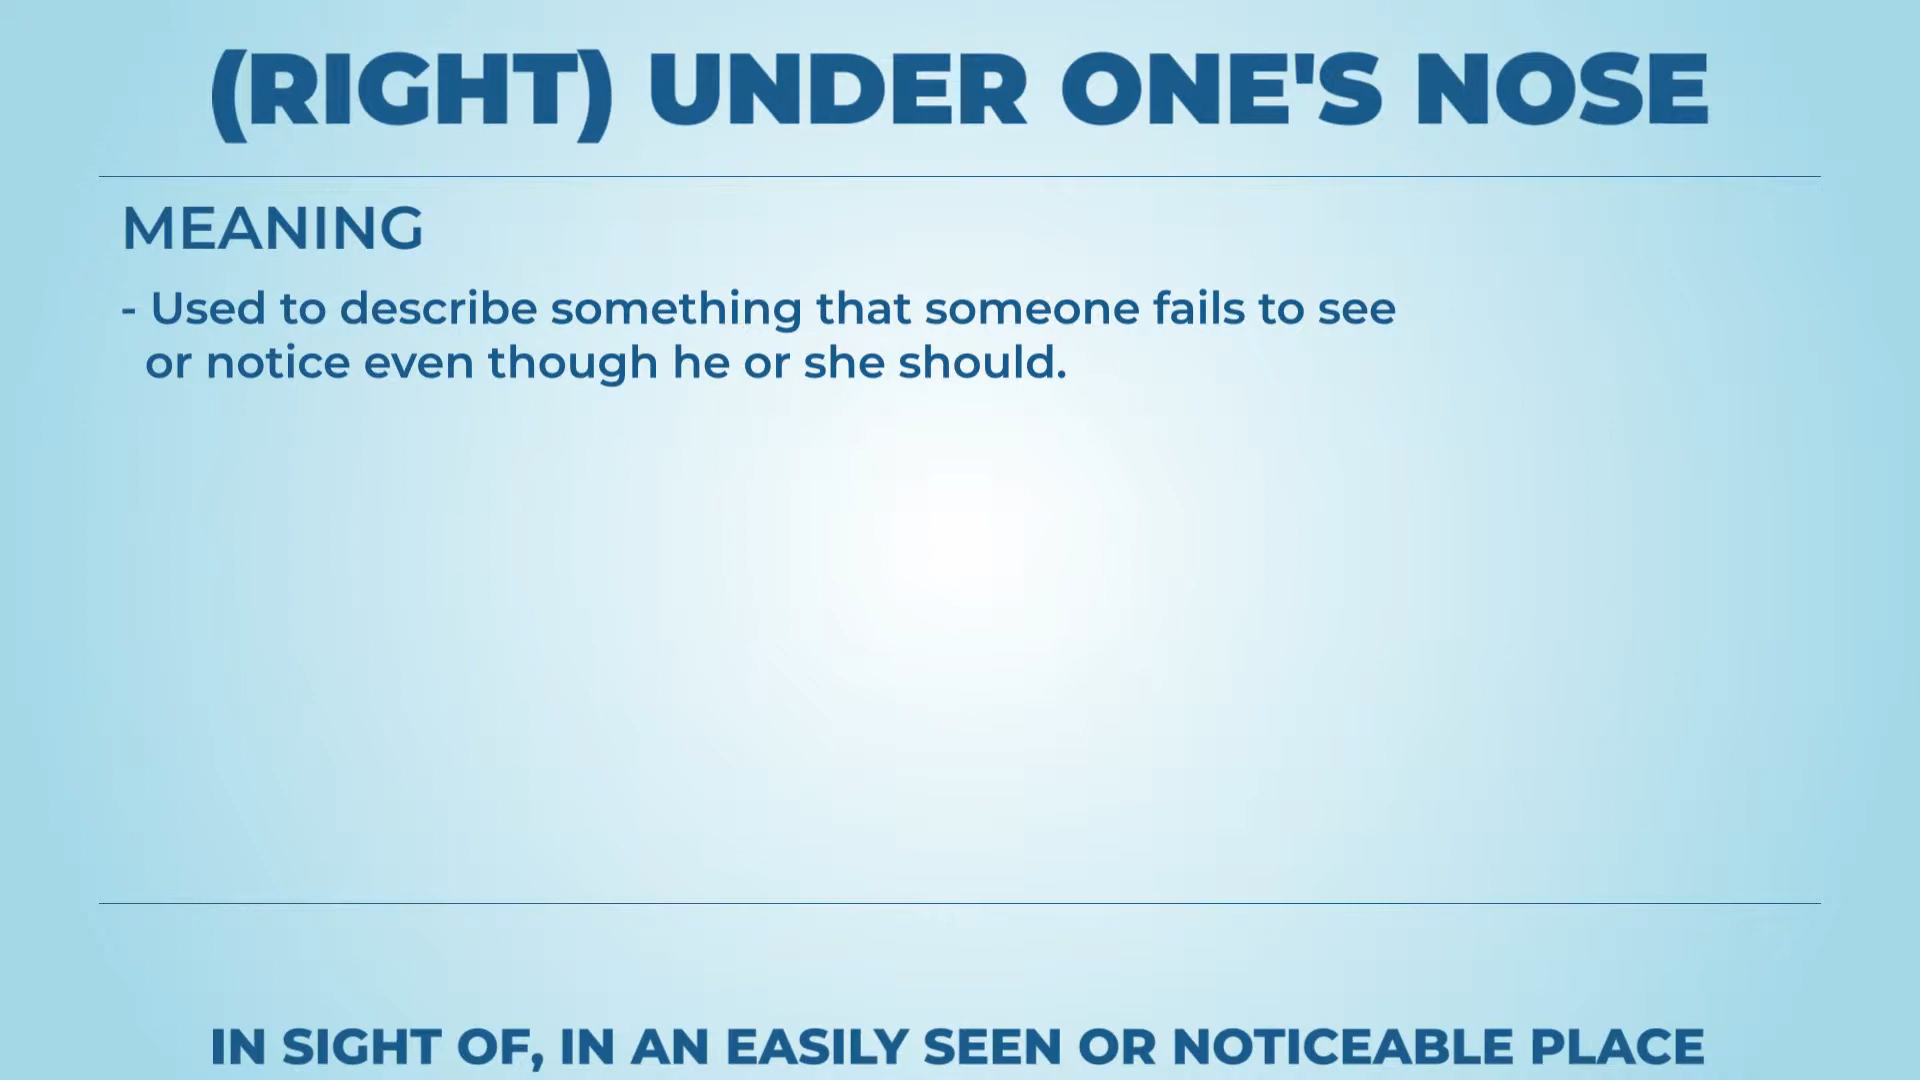 (RIGHT) UNDER ONE'S NOSE
MEANING
- Used to describe something that someone fails to see
or notice even though he or she should.
IN SIGHT OF, IN AN EASILY SEEN OR NOTICEABLE PLACE